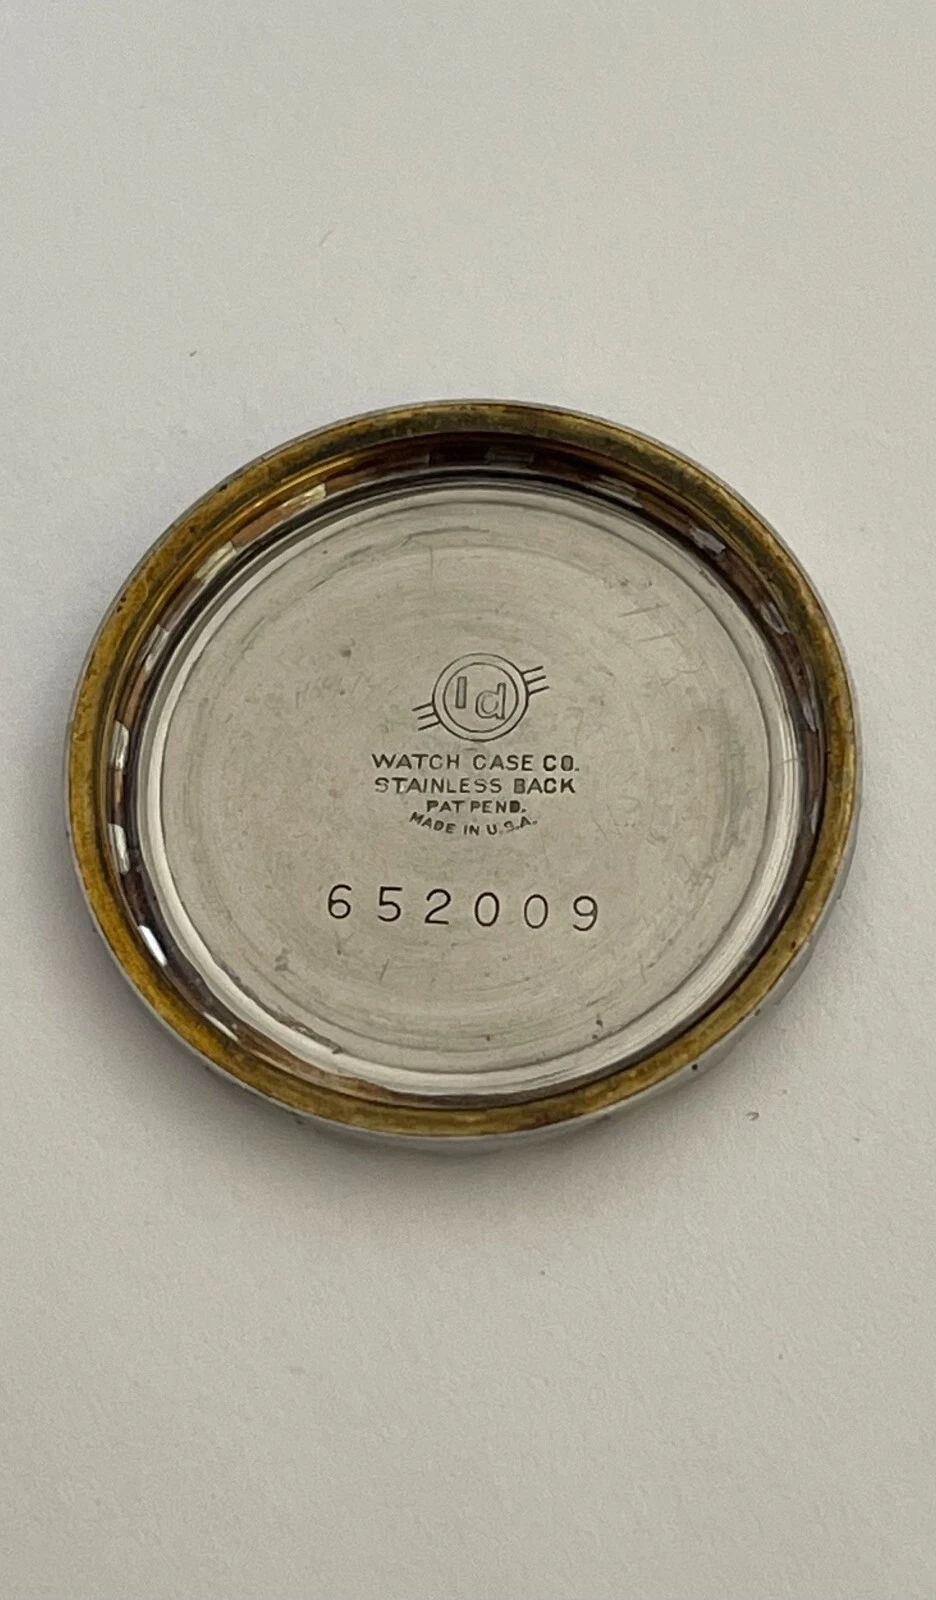 Id
WATCH CASE CO.
STAINLESS BACK
PAT PEND.
MADE IN U.S.A.
652009